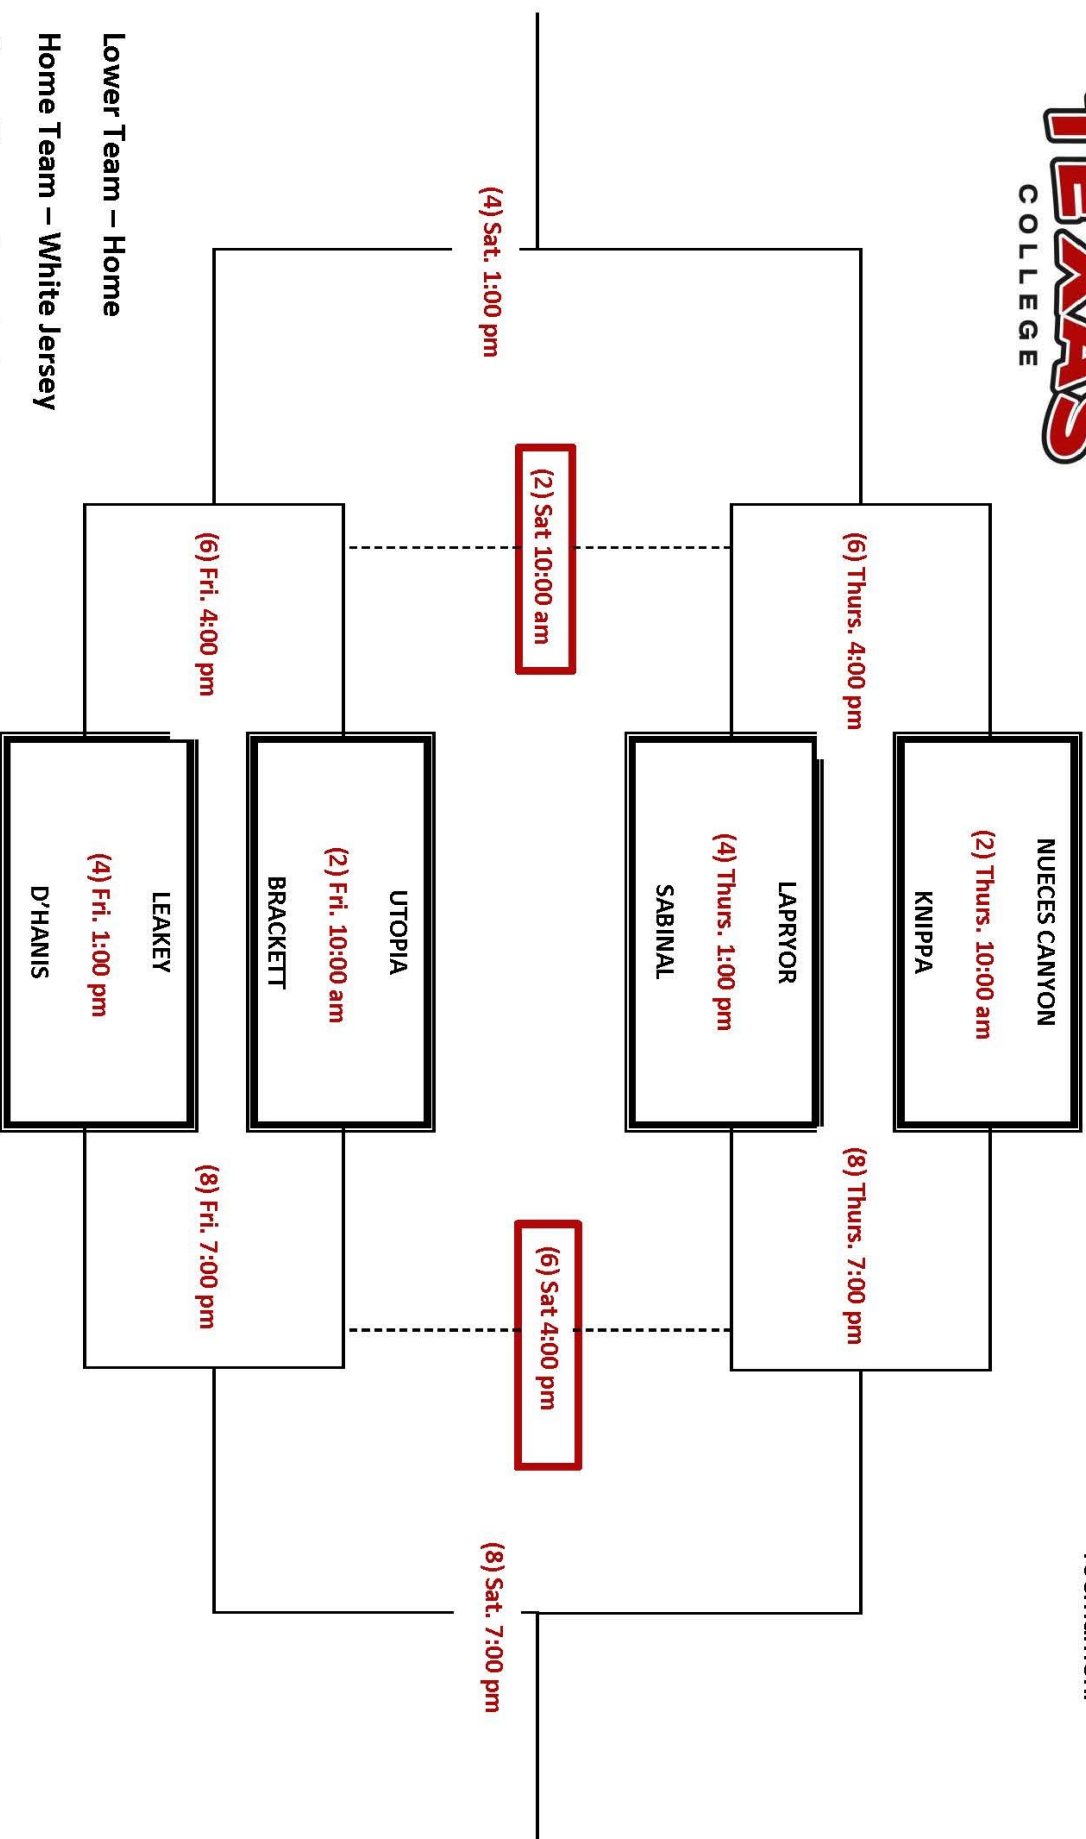 TEXAS
COLLEGE
NUECES CANYON
(2) Thurs. 10:00 am
KNIPPA
(6) Thurs. 4:00 pm
(8) Thurs. 7:00 pm
LAPRYOR
(4) Thurs. 1:00 pm
SABINAL
(2) Sat 10:00 am
(6) Sat 4:00 pm
(4) Sat. 1:00 pm
(8) Sat. 7:00 pm
UTOPIA
(2) Fri. 10:00 am
BRACKETT
(6) Fri. 4:00 pm
(8) Fri. 7:00 pm
LEAKEY
(4) Fri. 1:00 pm
D’HANIS
Lower Team – Home
Home Team – White Jersey